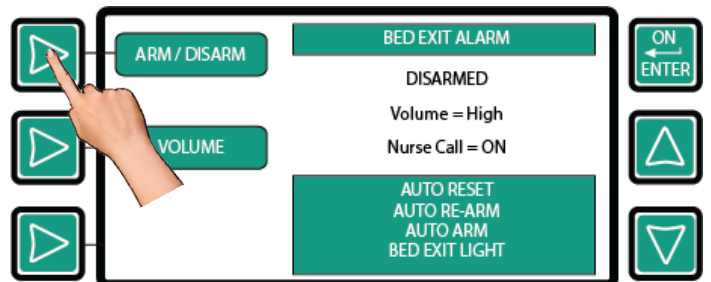 ARM / DISARM
VOLUME
BED EXIT ALARM
DISARMED
Volume = High
Nurse Call = ON
AUTO RESET
AUTO RE-ARM
AUTO ARM
BED EXIT LIGHT
ON
ENTER